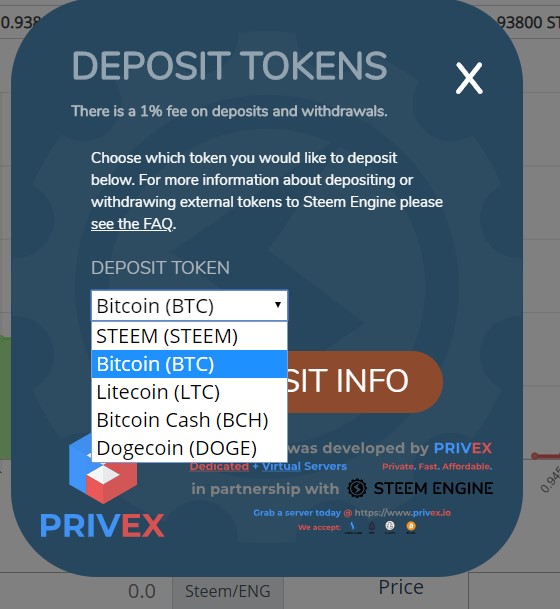 0.938
93800 ST
DEPOSIT TOKENS
X
There is a 1% fee on deposits and withdrawals.
Choose which token you would like to deposit
below. For more information about depositing or
withdrawing external tokens to Steem Engine please
see the FAQ.
DEPOSIT TOKEN
Bitcoin (BTC)
STEEM (STEEM)
Bitcoin (BTC)
Litecoin (LTC)
Bitcoin Cash (BCH)
Dogecoin (DOGE)
SIT INFO
was developed by PRIVEX
Dedicated + Virtual Servers Private. Fast. Affordable.
in partnership with STEEM ENGINE
Grab a server today @ https://www.privex.io
We accept:
PRIVEX
0.945
0.0 Steem/ENG Price